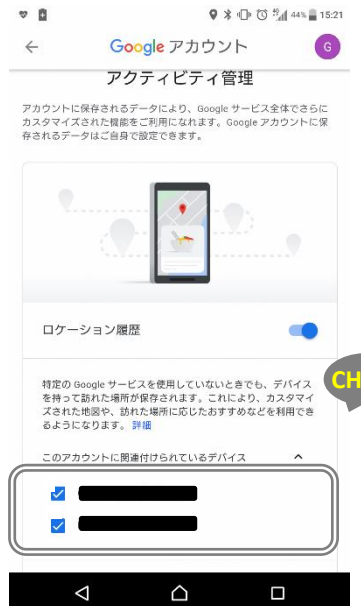 44% 15:21
Google アカウント
G
アクティビティ管理
アカウントに保存されるデータにより、Google サービス全体でさらに
カスタマイズされた機能をご利用になれます。Google アカウントに保
存されるデータはご自身で設定できます。
ロケーション履歴
CH
特定の Google サービスを使用していないときでも、デバイス
を持って訪れた場所が保存されます。これにより、カスタマイ
ズされた地図や、訪れた場所に応じたおすすめなどを利用でき
るようになります。 詳細
このアカウントに関連付けられているデバイス